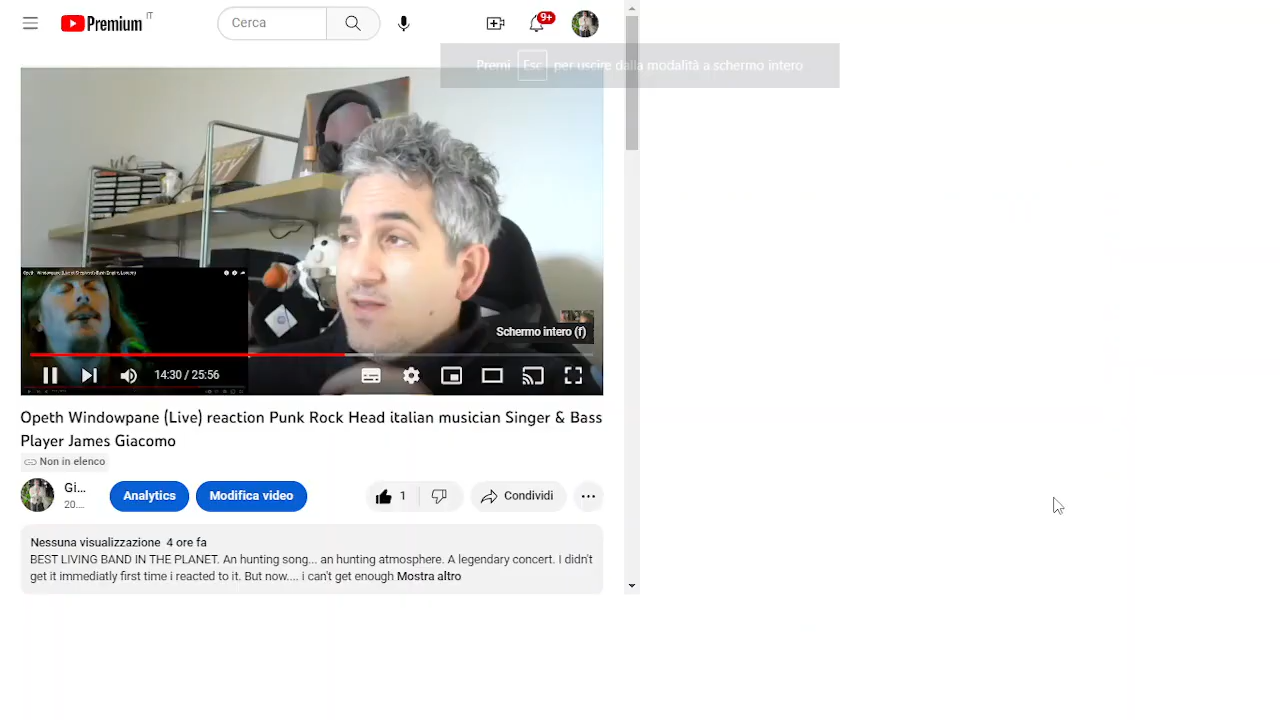 Premium IT
Cerca
9+
Premi Esc per uscire dalla modalità a schermo intero
Schermo intero (f)
14:30 / 25:56
Opeth Windowpane (Live) reaction Punk Rock Head italian musician Singer & Bass
Player James Giacomo
Non in elenco
Gi...
20....
Analytics
Modifica video
1
Condividi
Nessuna visualizzazione 4 ore fa
BEST LIVING BAND IN THE PLANET. An hunting song... an hunting atmosphere. A legendary concert. I didn't
get it immediatly first time i reacted to it. But now.... i can't get enough Mostra altro